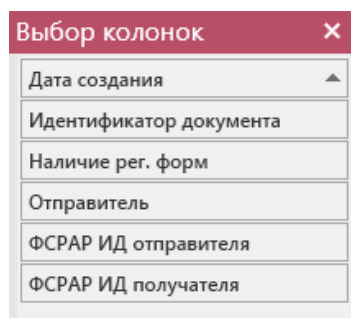 Выбор колонок
Дата создания
Идентификатор документа
Наличие рег. форм
Отправитель
ФСРАР ИД отправителя
ФСРАР ИД получателя